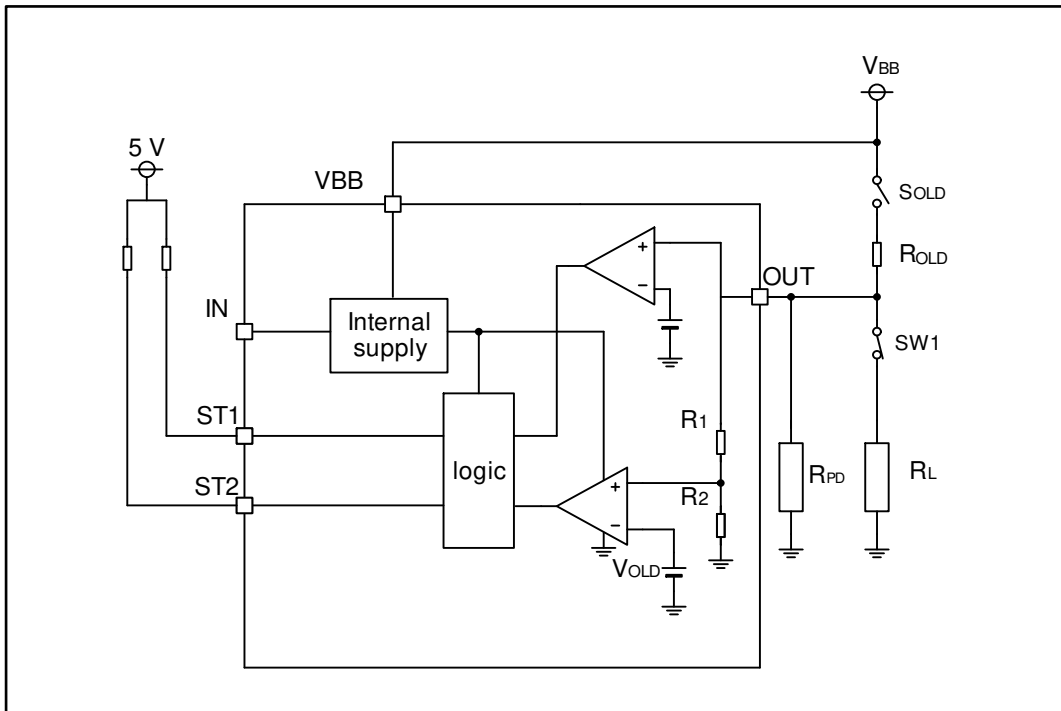 VBB
5 V
VBB
SOLD
ROLD
OUT
IN
Internal
supply
SW1
ST1
R1
logic
RPD
RL
ST2
R2
VOLD